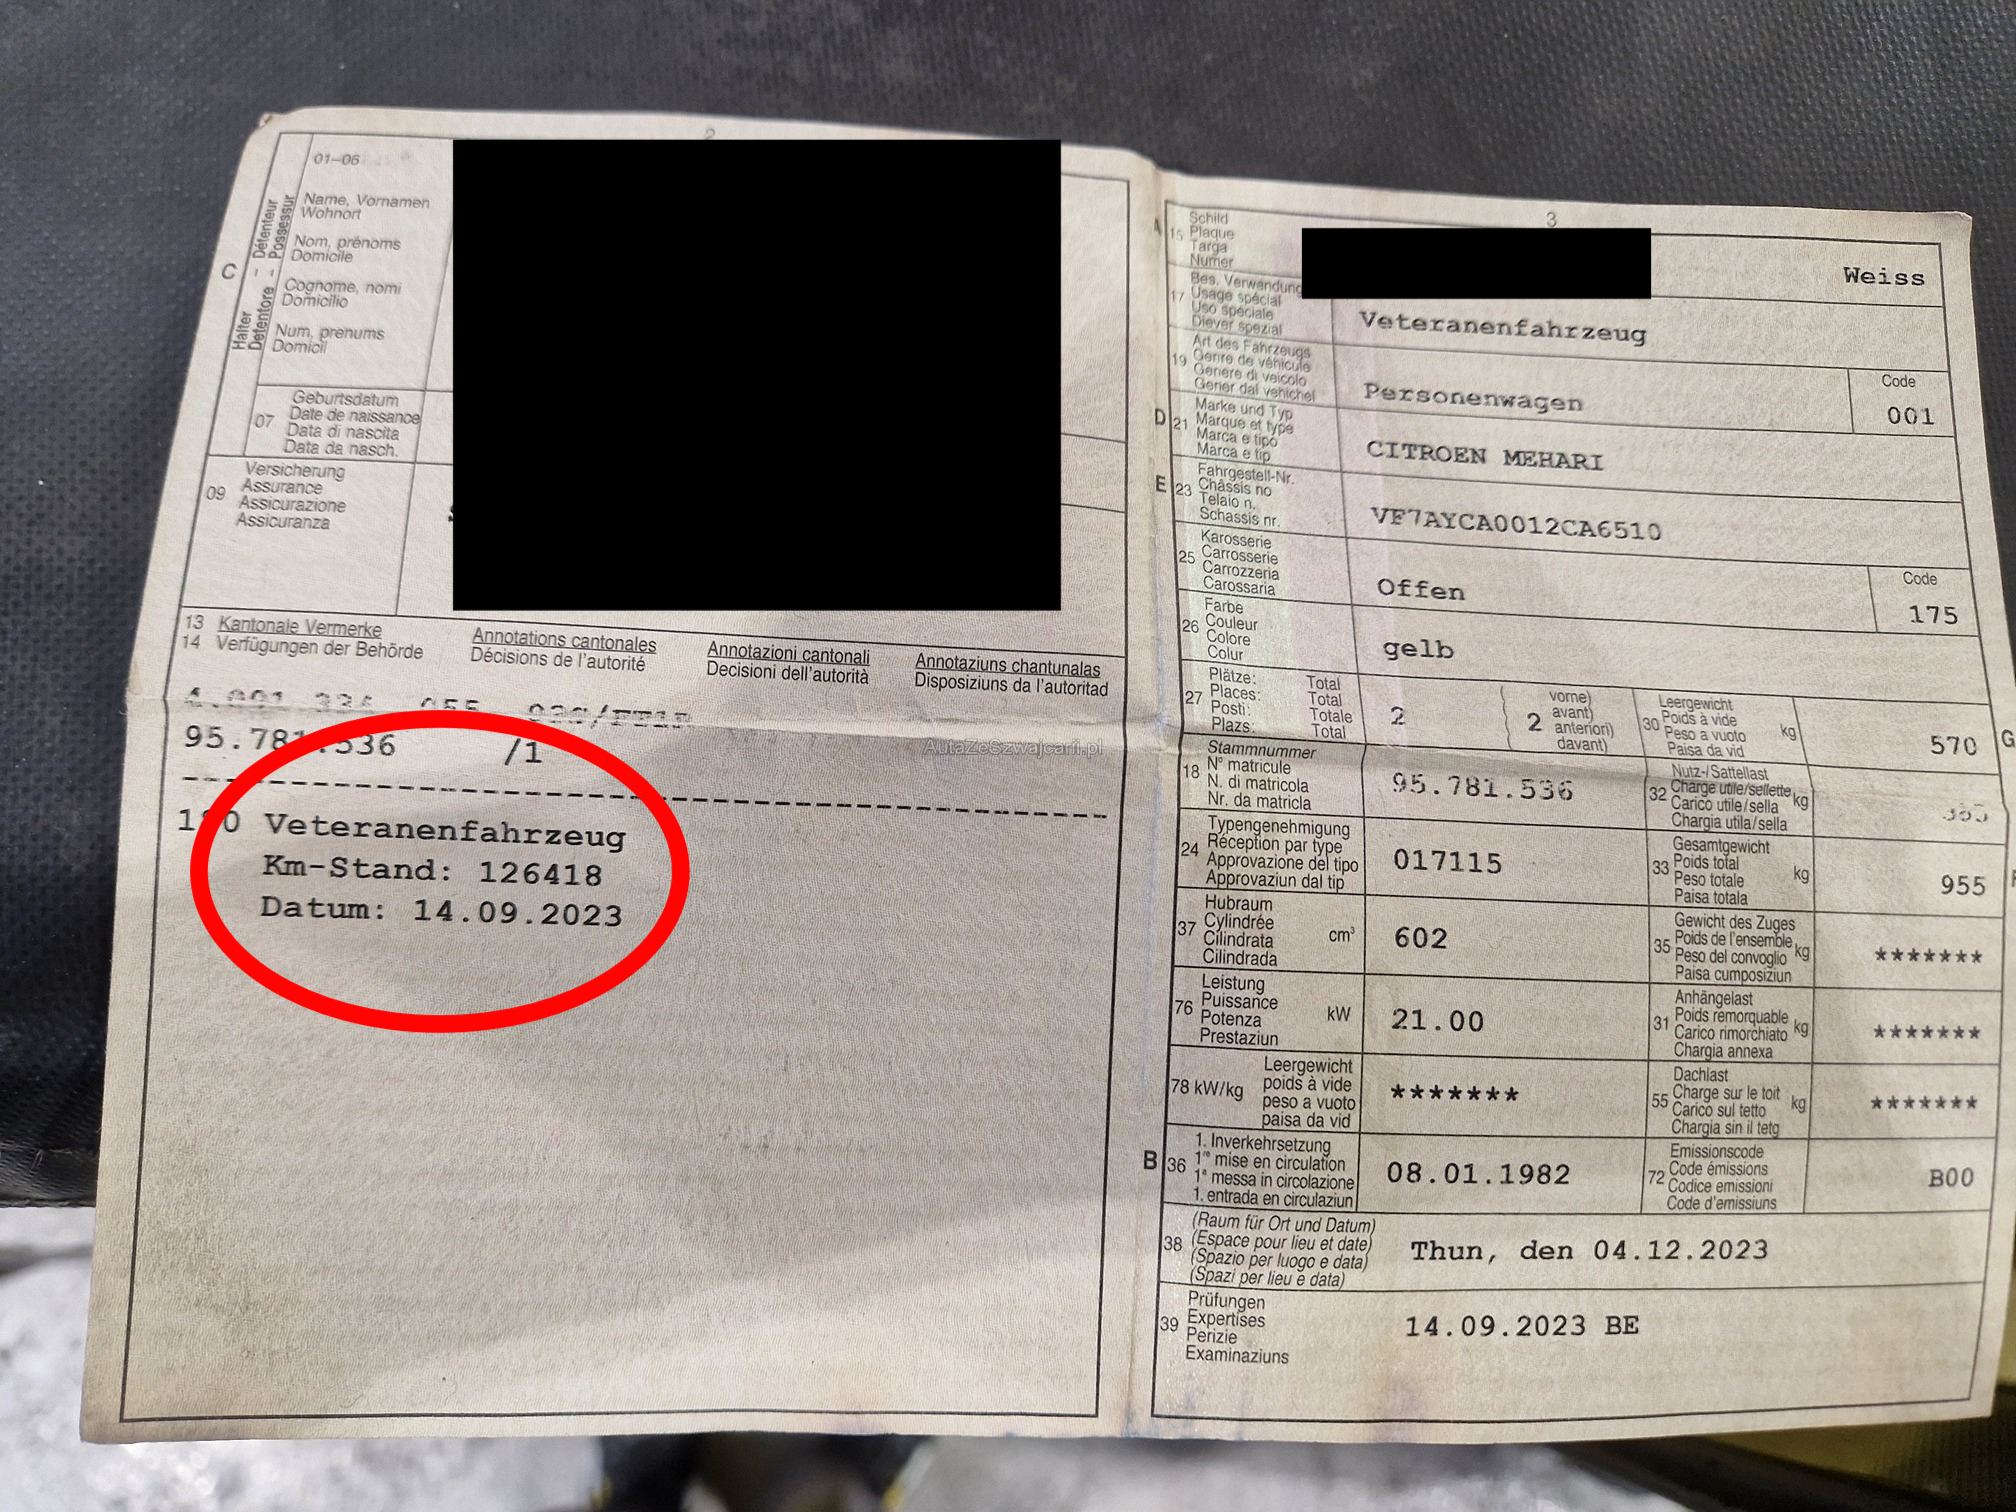 2
01–06
Name, Vornamen
Wohnort
Nom, prénoms
Domicile
Cognome, nomi
Domicilio
Num, prenums
Domicil
C
Halter – Détenteur
Detentore – Possessur
07
Geburtsdatum
Date de naissance
Data di nascita
Data da nasch.
09
Versicherung
Assurance
Assicurazione
Assicuranza
13 Kantonale Vermerke Annotations cantonales Annotazioni cantonali Annotaziuns chantunalas
14 Verfügungen der Behörde Décisions de l'autorité Decisioni dell'autorità Disposiziuns da l'autoritad
95.781.536 /1
AutaZeSzwajcarii.pl
180 Veteranenfahrzeug
Km-Stand: 126418
Datum: 14.09.2023
3
A 15 Schild
Plaque
Targa
Numer
Weiss
17 Bes. Verwendung
Usage spécial
Uso speciale
Diever spezial
Veteranenfahrzeug
19 Art des Fahrzeugs
Genre de véhicule
Genere di veicolo
Gener dal vehichel
Personenwagen
Code
001
D 21 Marke und Typ
Marque et type
Marca e tipo
Marca e tip
CITROEN MEHARI
E 23 Fahrgestell-Nr.
Châssis no
Telaio n.
Schassis nr.
VF7AYCA0012CA6510
25 Karosserie
Carrosserie
Carrozzeria
Carossaria
Offen
Code
175
26 Farbe
Couleur
Colore
Colur
gelb
27 Plätze: Total
Places: Total
Posti: Totale
Plazs: Total
2
2
vorne)
avant)
anteriori)
davant)
30 Leergewicht
Poids à vide
Peso a vuoto
Paisa da vid
kg
570
G
18 Stammnummer
N° matricule
N. di matricola
Nr. da matricla
95.781.536
32 Nutz-/Sattellast
Charge utile/sellette
Carico utile/sella
Chargia utila/sella
kg
24 Typengenehmigung
Réception par type
Approvazione del tipo
Approvaziun dal tip
017115
33 Gesamtgewicht
Poids total
Peso totale
Paisa totala
kg
955
37 Hubraum
Cylindrée
Cilindrata
Cilindrada
cm³
602
35 Gewicht des Zuges
Poids de l'ensemble
Peso del convoglio
Paisa cumposiziun
kg
*******
76 Leistung
Puissance
Potenza
Prestaziun
kW
21.00
31 Anhängelast
Poids remorquable
Carico rimorchiato
Chargia annexa
kg
*******
78 kW/kg
Leergewicht
poids à vide
peso a vuoto
paisa da vid
*******
55 Dachlast
Charge sur le toit
Carico sul tetto
Chargia sin il tetg
kg
*******
B 36 1. Inverkehrsetzung
1re mise en circulation
1a messa in circolazione
1. entrada en circulaziun
08.01.1982
72 Emissionscode
Code émissions
Codice emissioni
Code d'emissiuns
B00
38 (Raum für Ort und Datum)
(Espace pour lieu et date)
(Spazio per luogo e data)
(Spazi per lieu e data)
Thun, den 04.12.2023
39 Prüfungen
Expertises
Perizie
Examinaziuns
14.09.2023 BE